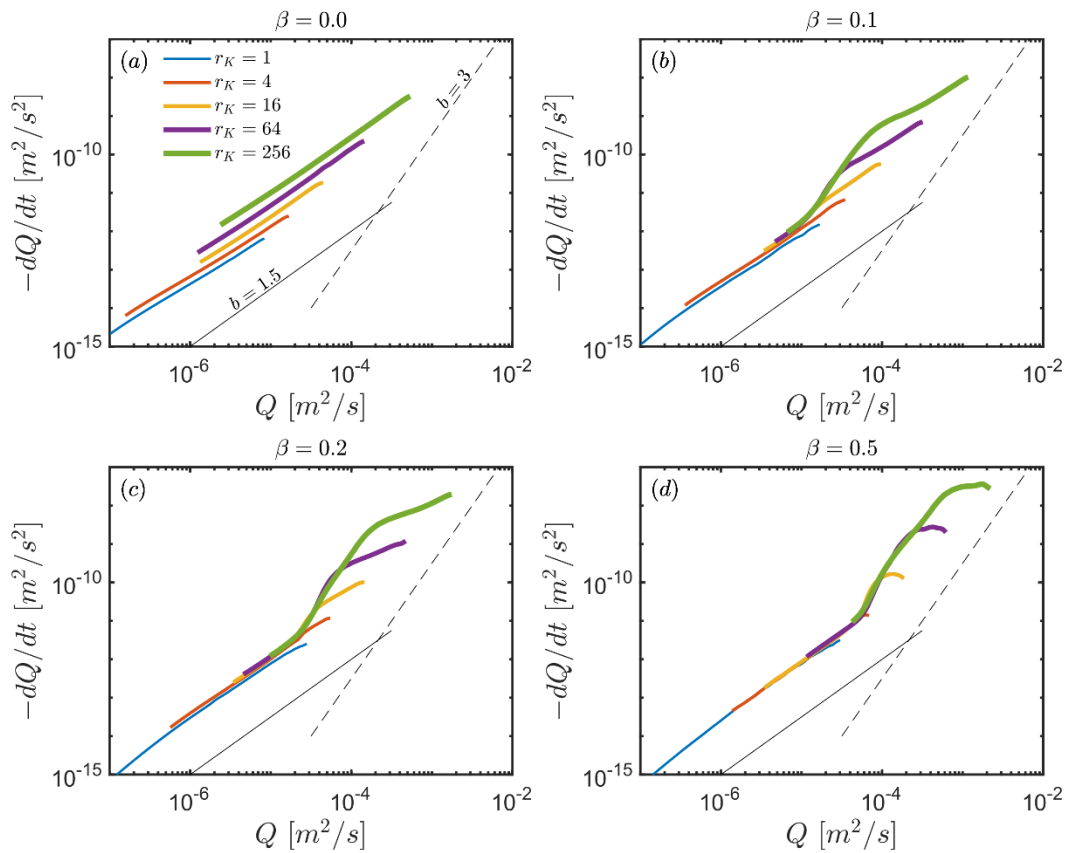 β = 0.0
(a)
r_K = 1
r_K = 4
r_K = 16
r_K = 64
r_K = 256
b = 3
b = 1.5
10^-10
10^-15
-dQ/dt [m^2/s^2]
10^-6
10^-4
10^-2
Q [m^2/s]
β = 0.1
(b)
10^-10
10^-15
-dQ/dt [m^2/s^2]
10^-6
10^-4
10^-2
Q [m^2/s]
β = 0.2
(c)
10^-10
10^-15
-dQ/dt [m^2/s^2]
10^-6
10^-4
10^-2
Q [m^2/s]
β = 0.5
(d)
10^-10
10^-15
-dQ/dt [m^2/s^2]
10^-6
10^-4
10^-2
Q [m^2/s]